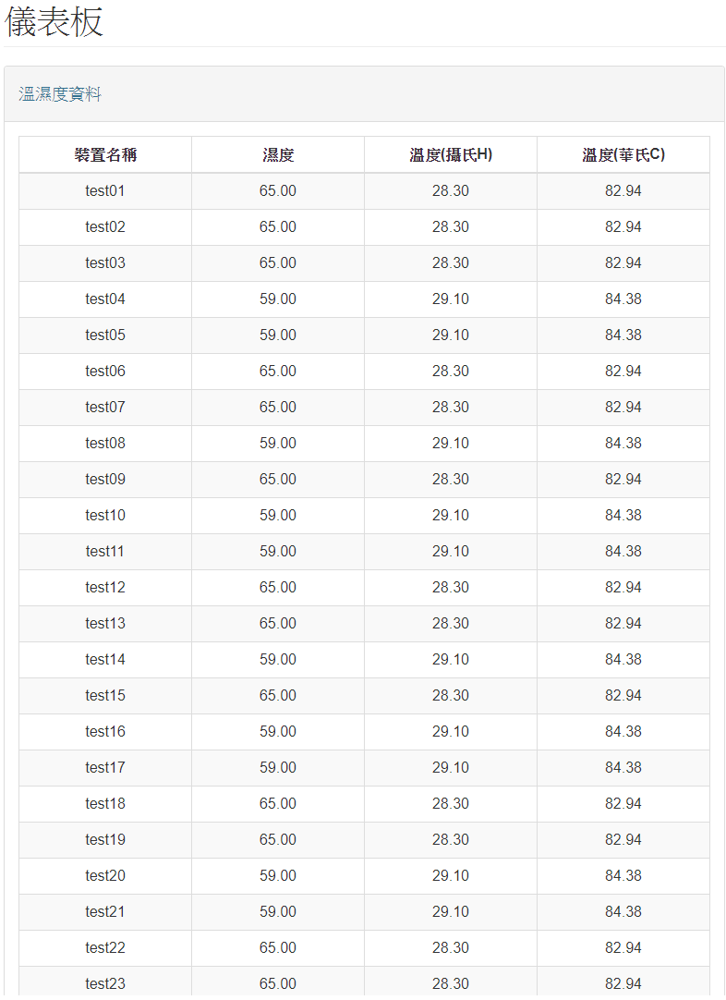 儀表板
溫濕度資料
裝置名稱 濕度 溫度(攝氏H) 溫度(華氏C)
test01 65.00 28.30 82.94
test02 65.00 28.30 82.94
test03 65.00 28.30 82.94
test04 59.00 29.10 84.38
test05 59.00 29.10 84.38
test06 65.00 28.30 82.94
test07 65.00 28.30 82.94
test08 59.00 29.10 84.38
test09 65.00 28.30 82.94
test10 59.00 29.10 84.38
test11 59.00 29.10 84.38
test12 65.00 28.30 82.94
test13 65.00 28.30 82.94
test14 59.00 29.10 84.38
test15 65.00 28.30 82.94
test16 59.00 29.10 84.38
test17 59.00 29.10 84.38
test18 65.00 28.30 82.94
test19 65.00 28.30 82.94
test20 59.00 29.10 84.38
test21 59.00 29.10 84.38
test22 65.00 28.30 82.94
test23 65.00 28.30 82.94